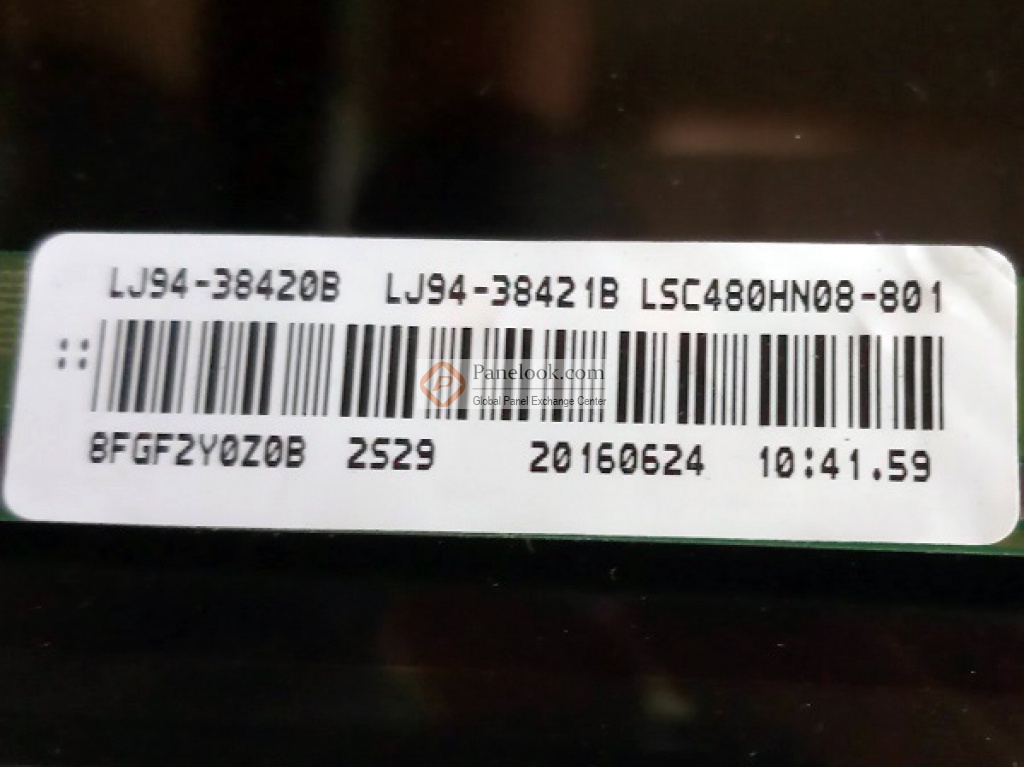 LJ94-38420B LJ94-38421B LSC480HN08-801
Panelook.com
Global Panel Exchange Center
8FGF2Y0Z0B 2S29 20160624 10:41.59